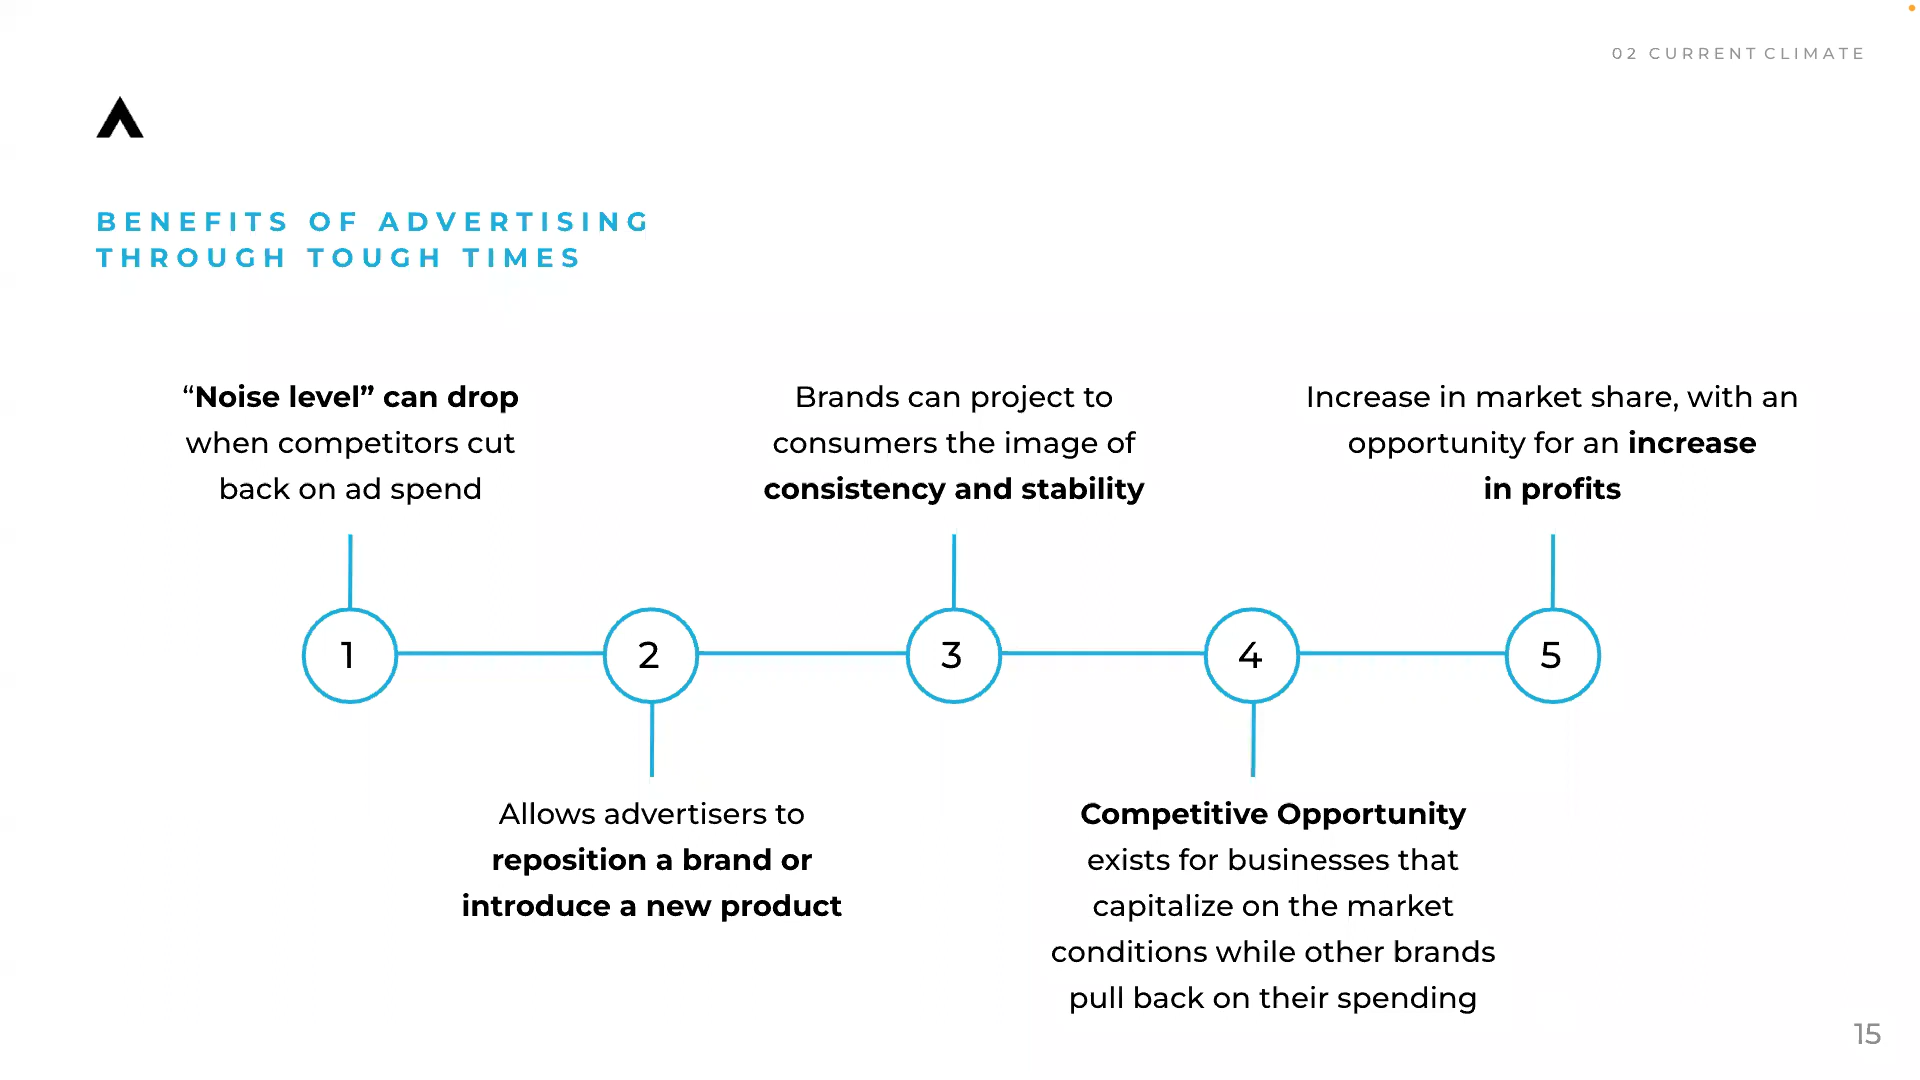 02 CURRENT CLIMATE
BENEFITS OF ADVERTISING
THROUGH TOUGH TIMES
“Noise level” can drop
when competitors cut
back on ad spend
Brands can project to
consumers the image of
consistency and stability
Increase in market share, with an
opportunity for an increase
in profits
1
2
3
4
5
Allows advertisers to
reposition a brand or
introduce a new product
Competitive Opportunity
exists for businesses that
capitalize on the market
conditions while other brands
pull back on their spending
15